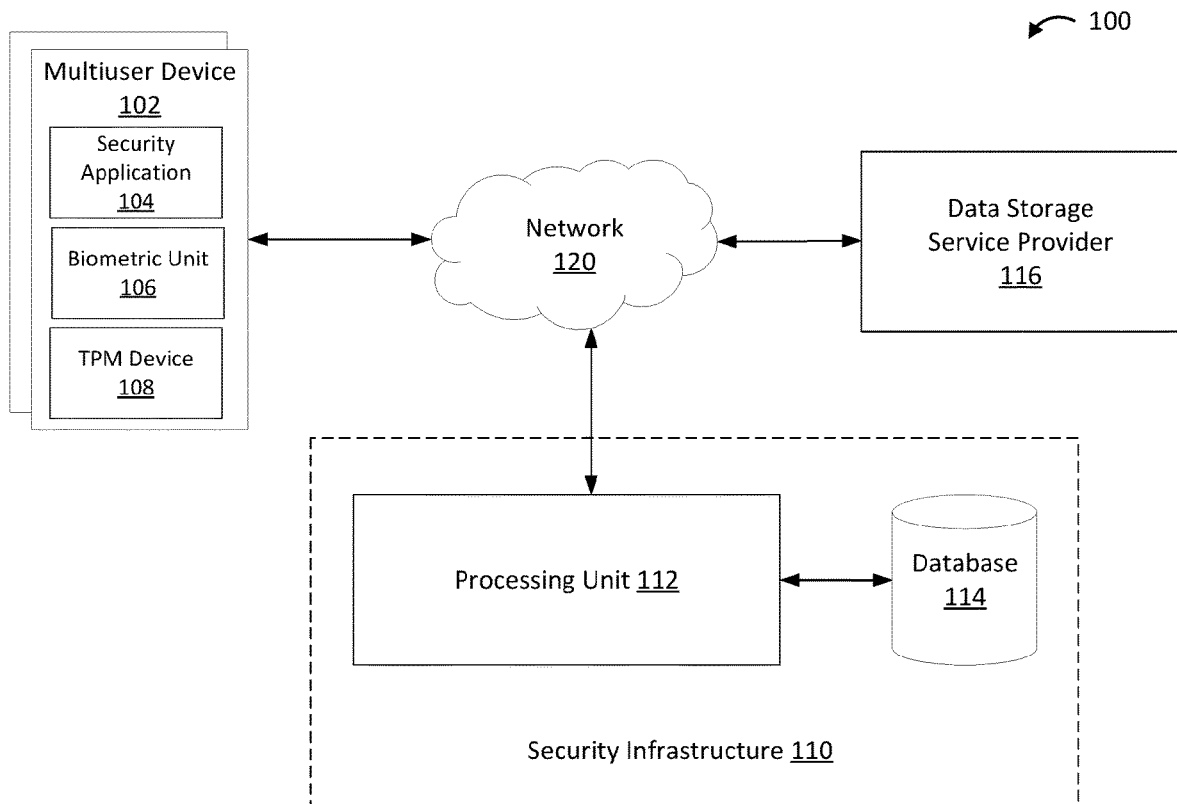 100
Multiuser Device
102
Security
Application
104
Biometric Unit
106
TPM Device
108
Network
120
Data Storage
Service Provider
116
Processing Unit 112
Database
114
Security Infrastructure 110